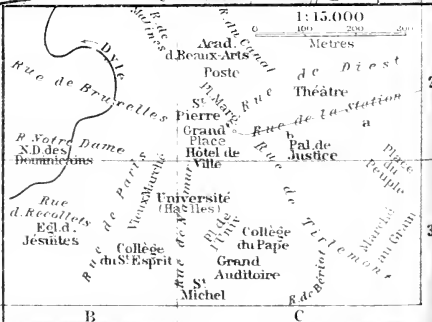 1:15.000
0 100 200 300
Metres
R. de
Malines
R. du Canal
Dyle
Rue de Bruxelles
Acad.
d. Beaux-Arts
Poste
Pl. Marg.
Rue de Diest
Théâtre
2
St
Pierre
Grand'
Place
Rue de la Station
a
b
Hôtel de
Ville
Pal. de
Justice
R. Notre Dame
N.D. des
Dominicains
Place
du
Peuple
Rue
d. Récollets
Egl. d.
Jésuites
Rue de Paris
Vieux Marché
Université
(Halles)
Rue de Namur
Pl. de
l'Univ.
Rue de Tirlemont
Marché
au Grain
3
Collège
du St Esprit
Collège
du Pape
Grand
Auditoire
St
Michel
R. de Bériot
B
C